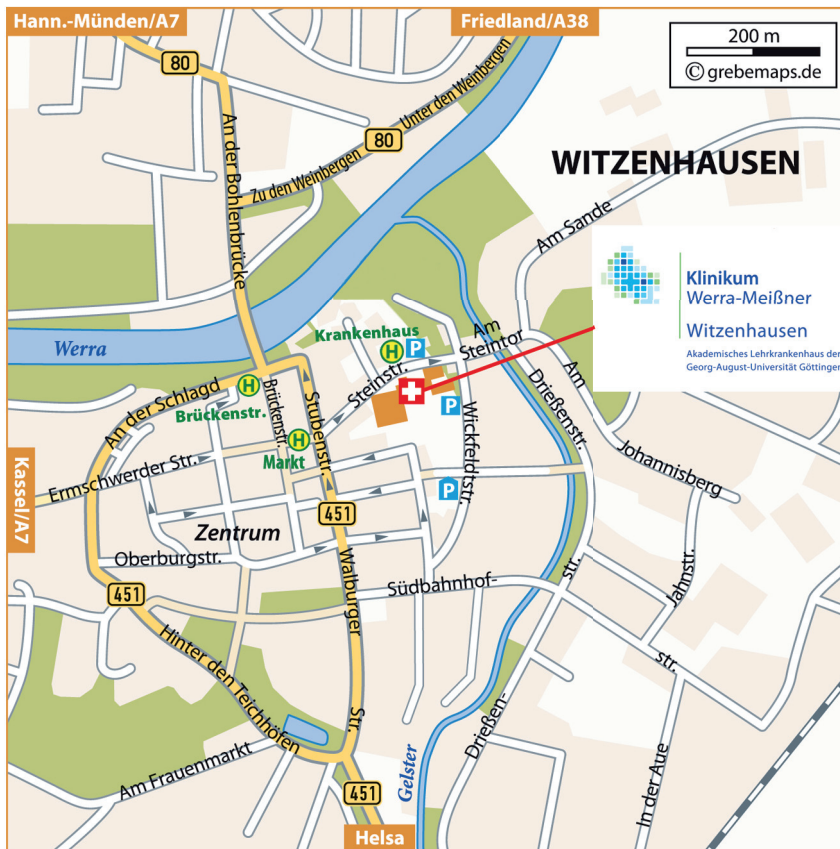 Hann.-Münden/A7
Friedland/A38
200 m
© grebemaps.de
80
80
An der Bohlenbrücke
Zu den Weinbergen
Unter den Weinbergen
WITZENHAUSEN
Am Sande
Klinikum
Werra-Meißner
Witzenhausen
Akademisches Lehrkrankenhaus der
Georg-August-Universität Göttingen
Werra
Krankenhaus
H
P
Am
Steintor
Steinstr.
An der Schlagd
H
Brückenstr.
Brückenstr.
Stubenstr.
H
Markt
P
Wickfeldtstr.
P
Drießenstr.
Am
Johannisberg
Kassel/A7
Ermschwerder Str.
451
Zentrum
Oberburgstr.
Walburger
Str.
Südbahnhof-
str.
str.
Jahnstr.
451
Hinter den Teichhöfen
Am Frauenmarkt
451
Gelster
Drießen-
In der Aue
Helsa